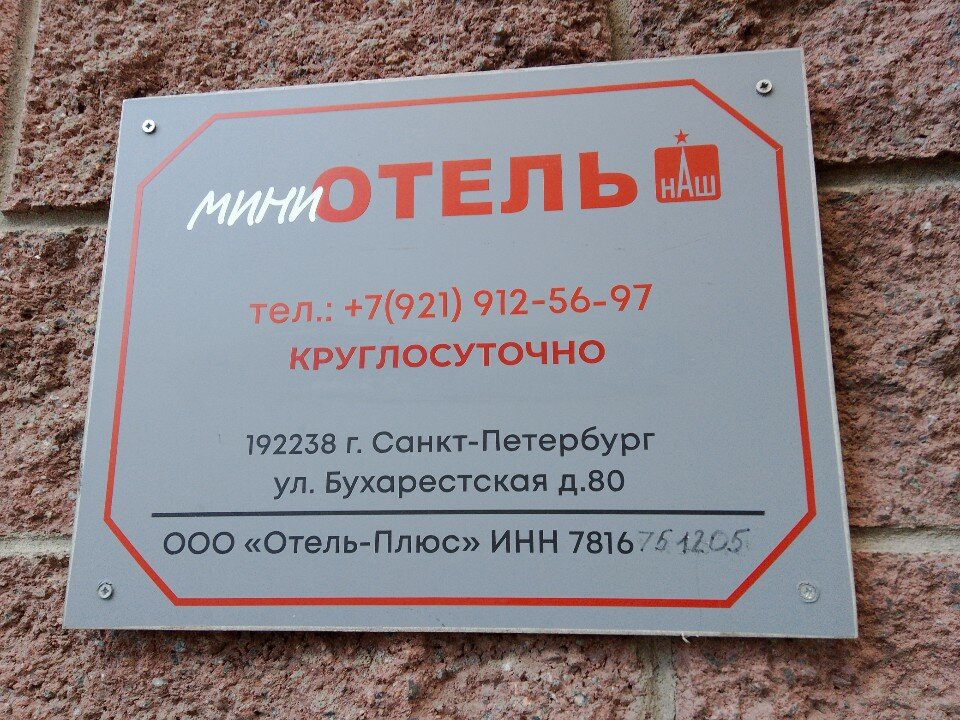 миниОТЕЛЬ нАш
тел.: +7(921) 912-56-97
КРУГЛОСУТОЧНО
192238 г. Санкт-Петербург
ул. Бухарестская д.80
ООО «Отель-Плюс» ИНН 7816751205